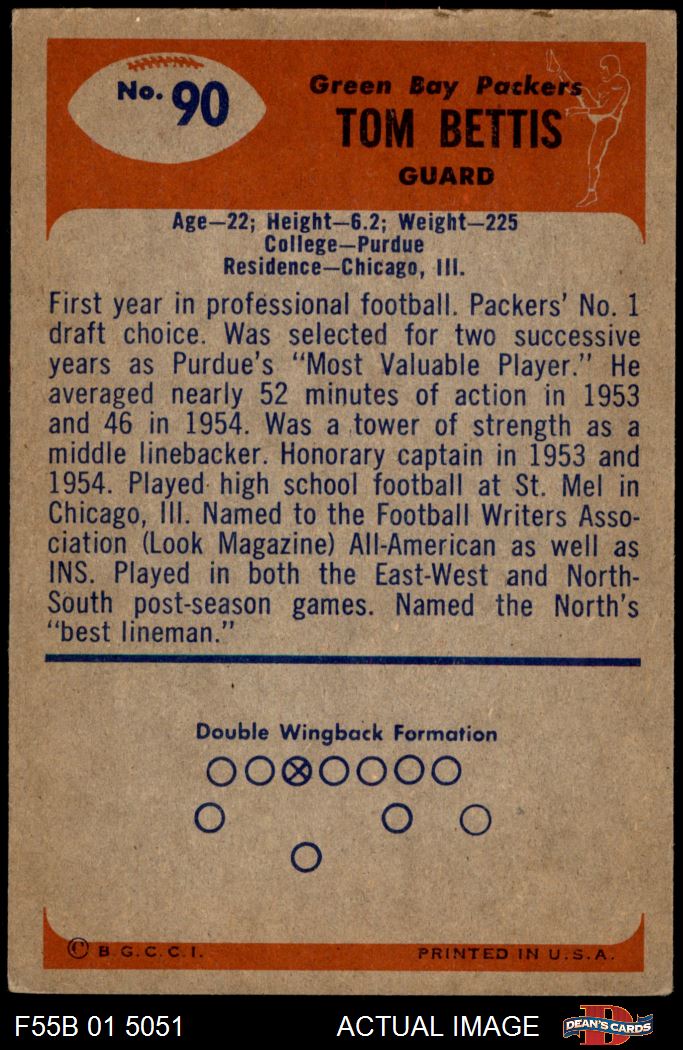 No. 90
Green Bay Packers
TOM BETTIS
GUARD
Age—22; Height—6.2; Weight—225
College—Purdue
Residence—Chicago, Ill.
First year in professional football. Packers' No. 1
draft choice. Was selected for two successive
years as Purdue's "Most Valuable Player." He
averaged nearly 52 minutes of action in 1953
and 46 in 1954. Was a tower of strength as a
middle linebacker. Honorary captain in 1953 and
1954. Played high school football at St. Mel in
Chicago, Ill. Named to the Football Writers Asso-
ciation (Look Magazine) All-American as well as
INS. Played in both the East-West and North-
South post-season games. Named the North's
"best lineman."
Double Wingback Formation
© B.G.C.C.I. PRINTED IN U.S.A.
F55B 01 5051 ACTUAL IMAGE D DEAN'S CARDS